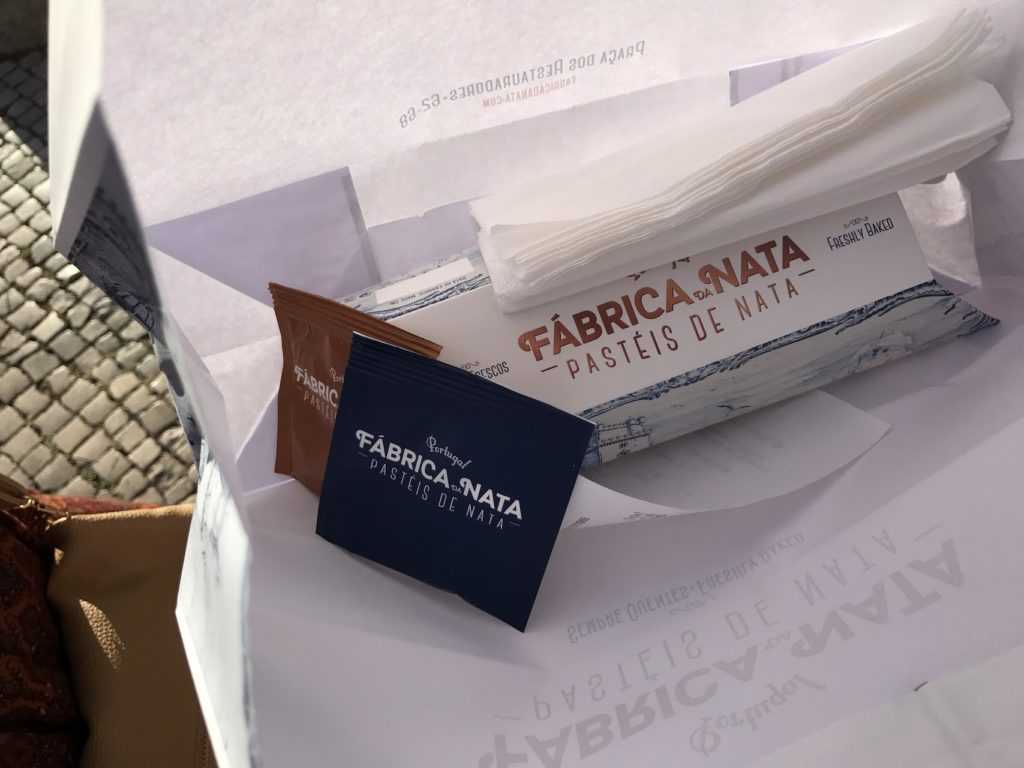 PRAÇA DOS RESTAURADORES • 62-68
FABRICADANATA.COM
FÁBRICA DA NATA
— PASTÉIS DE NATA —
FRESHLY BAKED
FÁBRICA
Portugal
FÁBRICA DA NATA
— PASTÉIS DE NATA —
SEMPRE QUENTES • FRESHLY BAKED
— PASTÉIS DE NATA —
FÁBRICA DA NATA
Portugal